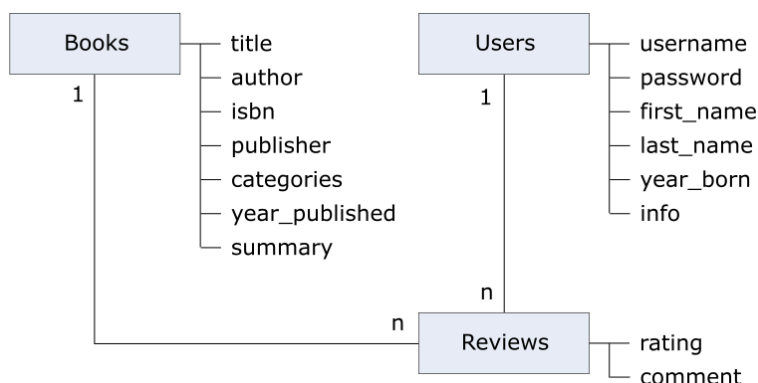 Books
title
author
isbn
publisher
categories
year_published
summary
1
Users
username
password
first_name
last_name
year_born
info
1
n
n
Reviews
rating
comment